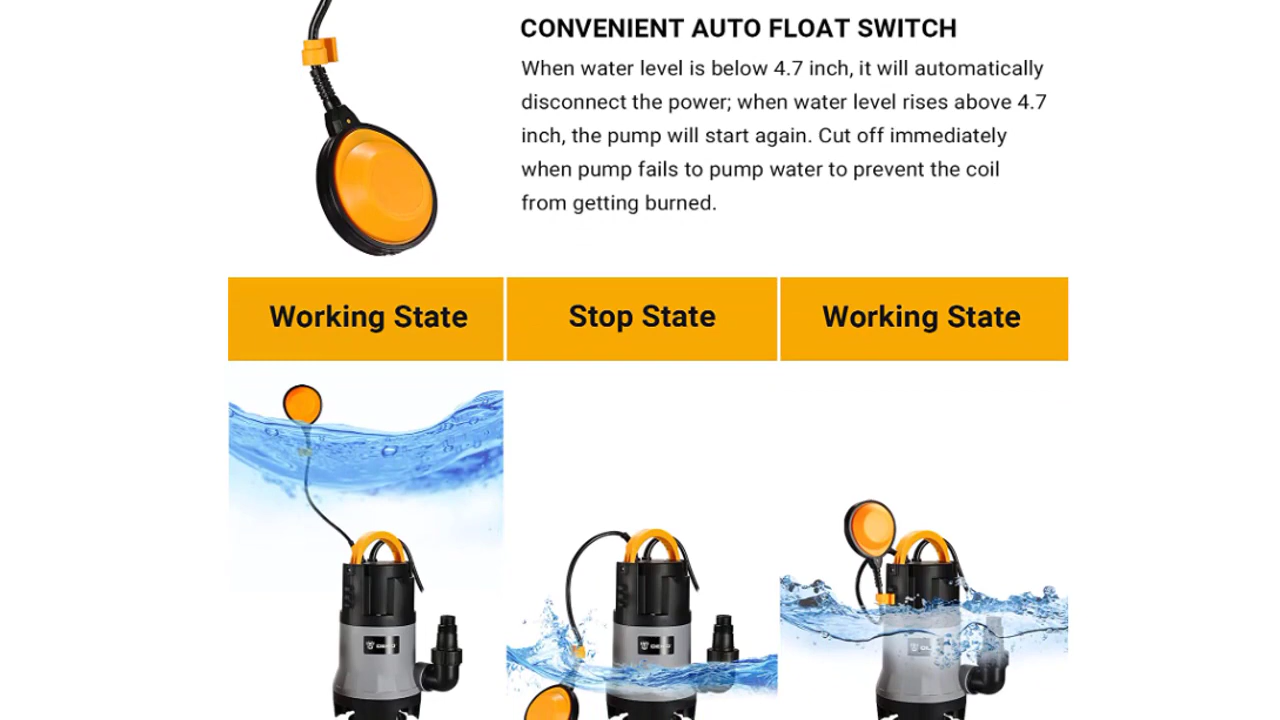 CONVENIENT AUTO FLOAT SWITCH
When water level is below 4.7 inch, it will automatically
disconnect the power; when water level rises above 4.7
inch, the pump will start again. Cut off immediately
when pump fails to pump water to prevent the coil
from getting burned.
Working State
Stop State
Working State